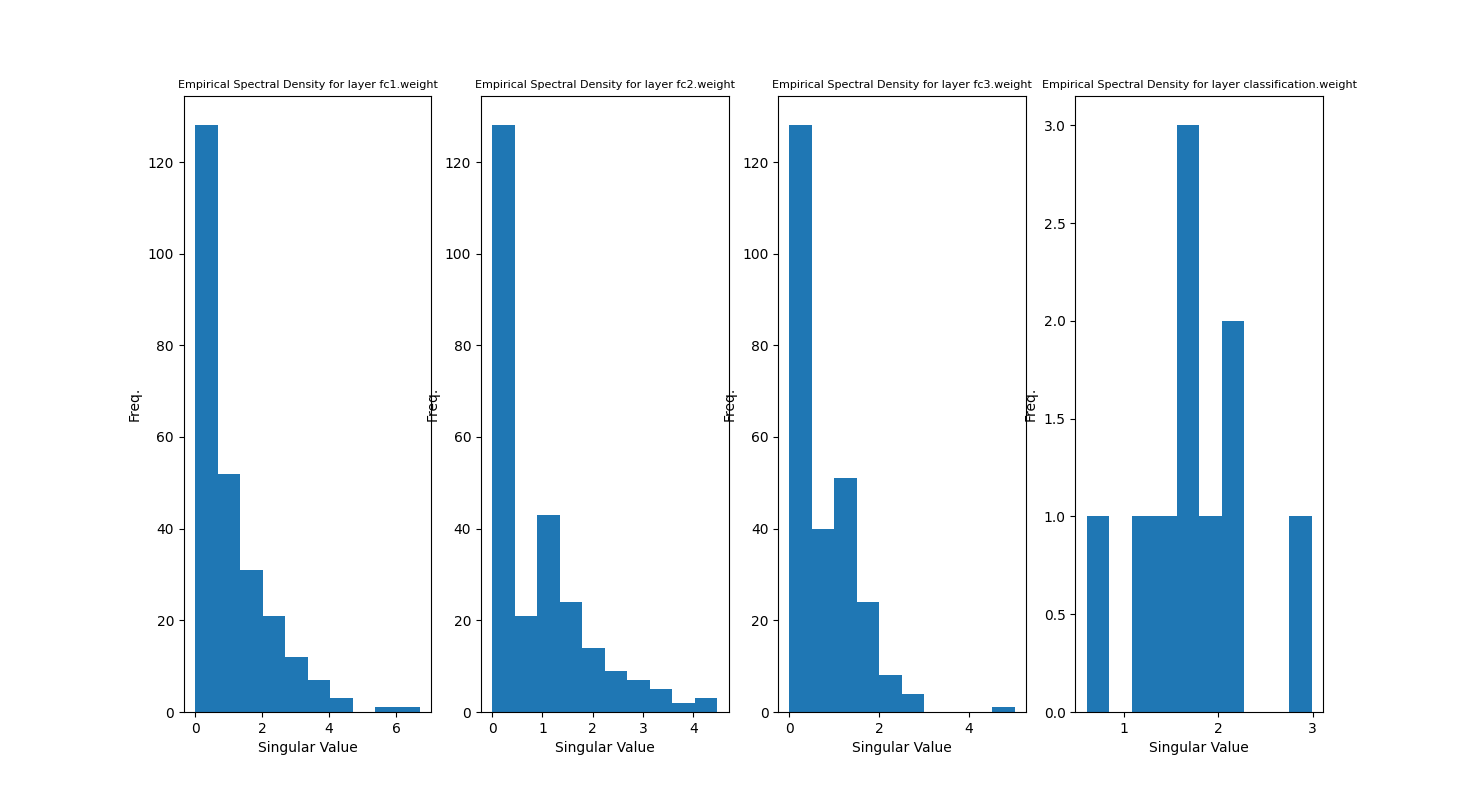 Empirical Spectral Density for layer fc1.weight
120
100
80
60
40
20
0
Freq.
0 2 4 6
Singular Value
Empirical Spectral Density for layer fc2.weight
120
100
80
60
40
20
0
Freq.
0 1 2 3 4
Singular Value
Empirical Spectral Density for layer fc3.weight
120
100
80
60
40
20
0
Freq.
0 2 4
Singular Value
Empirical Spectral Density for layer classification.weight
3.0
2.5
2.0
1.5
1.0
0.5
0.0
Freq.
1 2 3
Singular Value